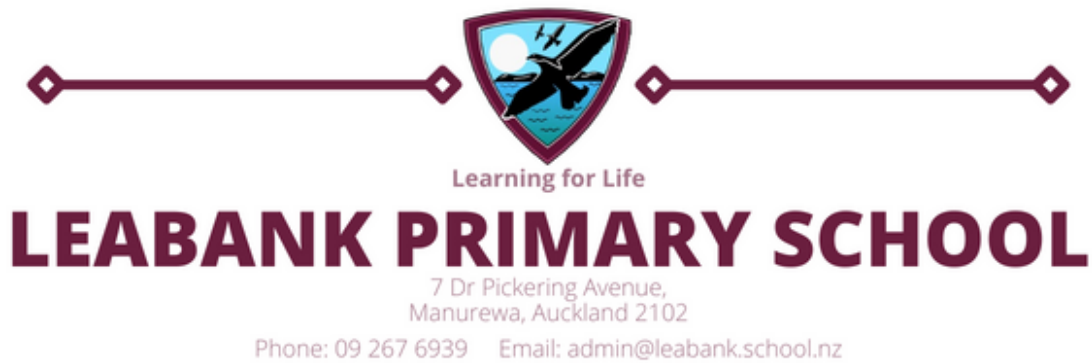 Learning for Life
LEABANK PRIMARY SCHOOL
7 Dr Pickering Avenue,
Manurewa, Auckland 2102
Phone: 09 267 6939 Email: admin@leabank.school.nz